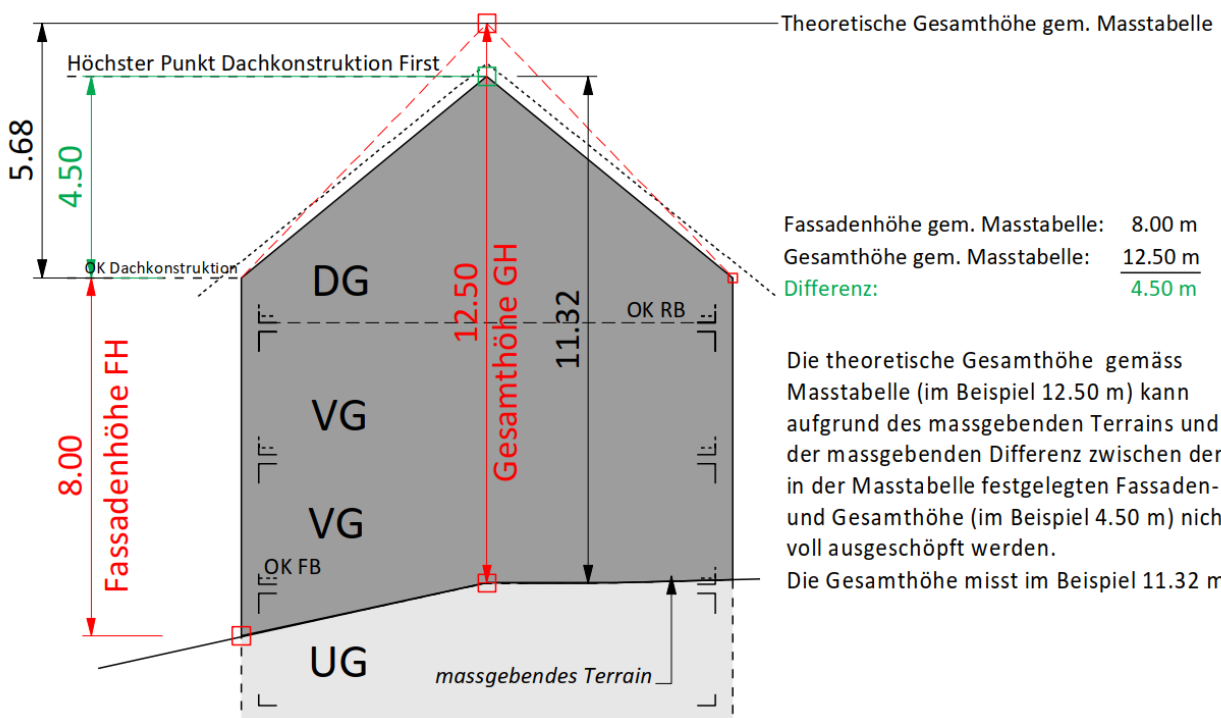 Theoretische Gesamthöhe gem. Masstabelle
Höchster Punkt Dachkonstruktion First
5.68
4.50
OK Dachkonstruktion
Fassadenhöhe gem. Masstabelle: 8.00 m
Gesamthöhe gem. Masstabelle: 12.50 m
Differenz: 4.50 m
DG
12.50
Gesamthöhe GH
11.32
OK RB
8.00
Fassadenhöhe FH
VG
VG
OK FB
UG
massgebendes Terrain
Die theoretische Gesamthöhe gemäss
Masstabelle (im Beispiel 12.50 m) kann
aufgrund des massgebenden Terrains und
der massgebenden Differenz zwischen der
in der Masstabelle festgelegten Fassaden-
und Gesamthöhe (im Beispiel 4.50 m) nich
voll ausgeschöpft werden.
Die Gesamthöhe misst im Beispiel 11.32 m